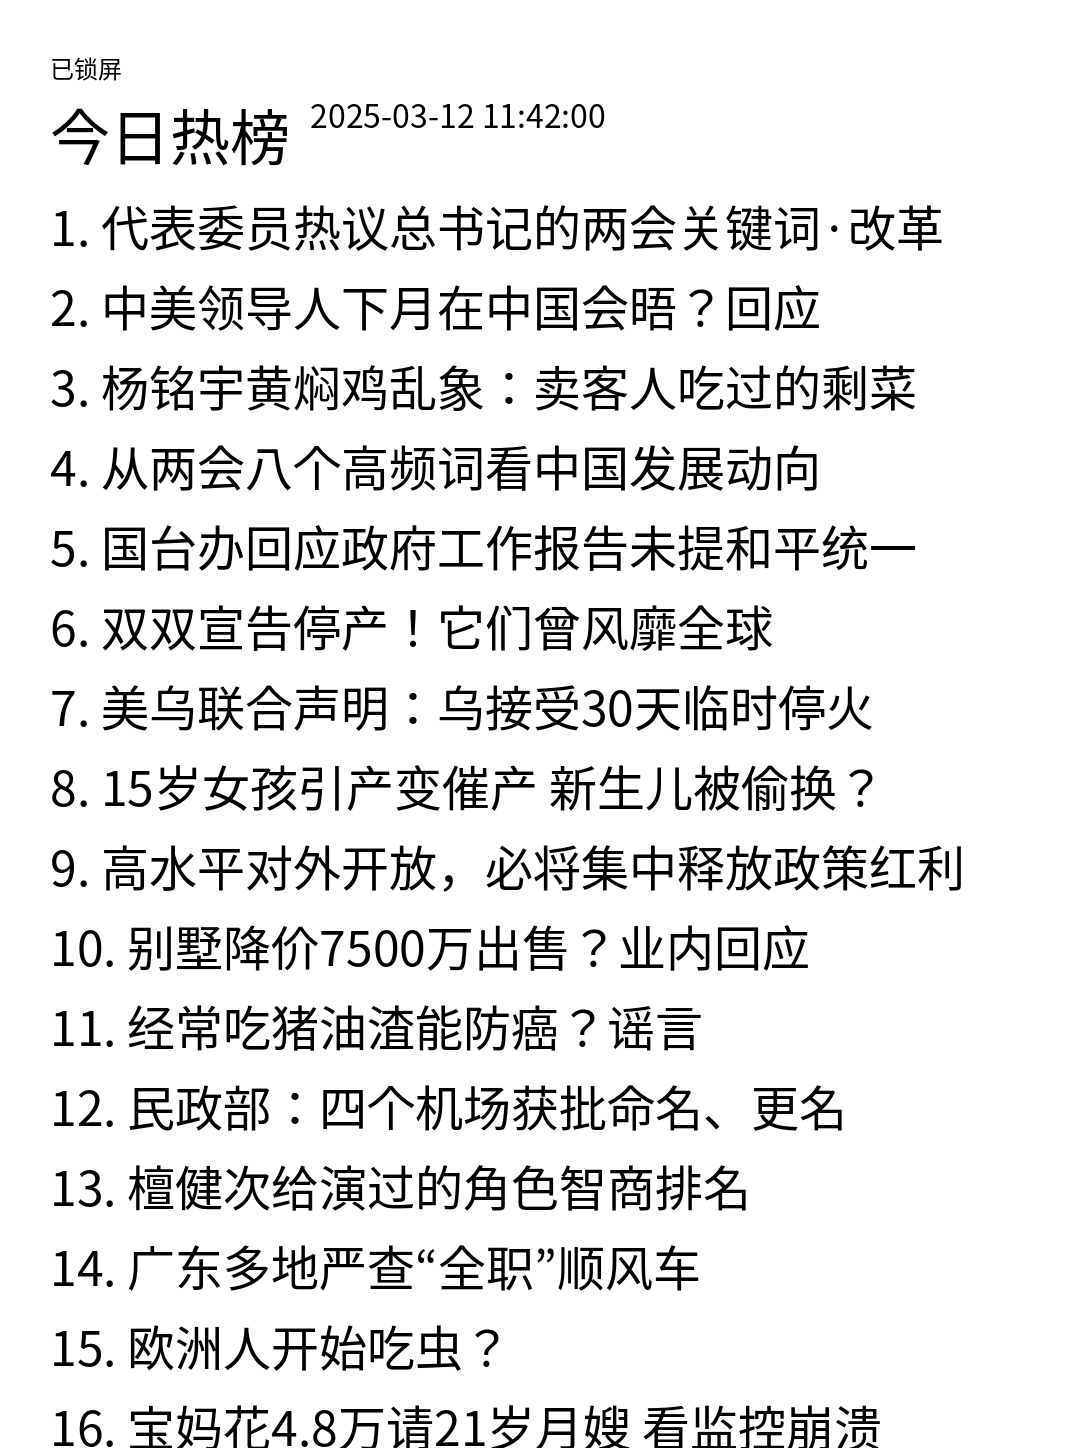 已锁屏
今日热榜 2025-03-12 11:42:00
1. 代表委员热议总书记的两会关键词·改革
2. 中美领导人下月在中国会晤？回应
3. 杨铭宇黄焖鸡乱象：卖客人吃过的剩菜
4. 从两会八个高频词看中国发展动向
5. 国台办回应政府工作报告未提和平统一
6. 双双宣告停产！它们曾风靡全球
7. 美乌联合声明：乌接受30天临时停火
8. 15岁女孩引产变催产 新生儿被偷换？
9. 高水平对外开放，必将集中释放政策红利
10. 别墅降价7500万出售？业内回应
11. 经常吃猪油渣能防癌？谣言
12. 民政部：四个机场获批命名、更名
13. 檀健次给演过的角色智商排名
14. 广东多地严查“全职”顺风车
15. 欧洲人开始吃虫？
16. 宝妈花4.8万请21岁月嫂 看监控崩溃